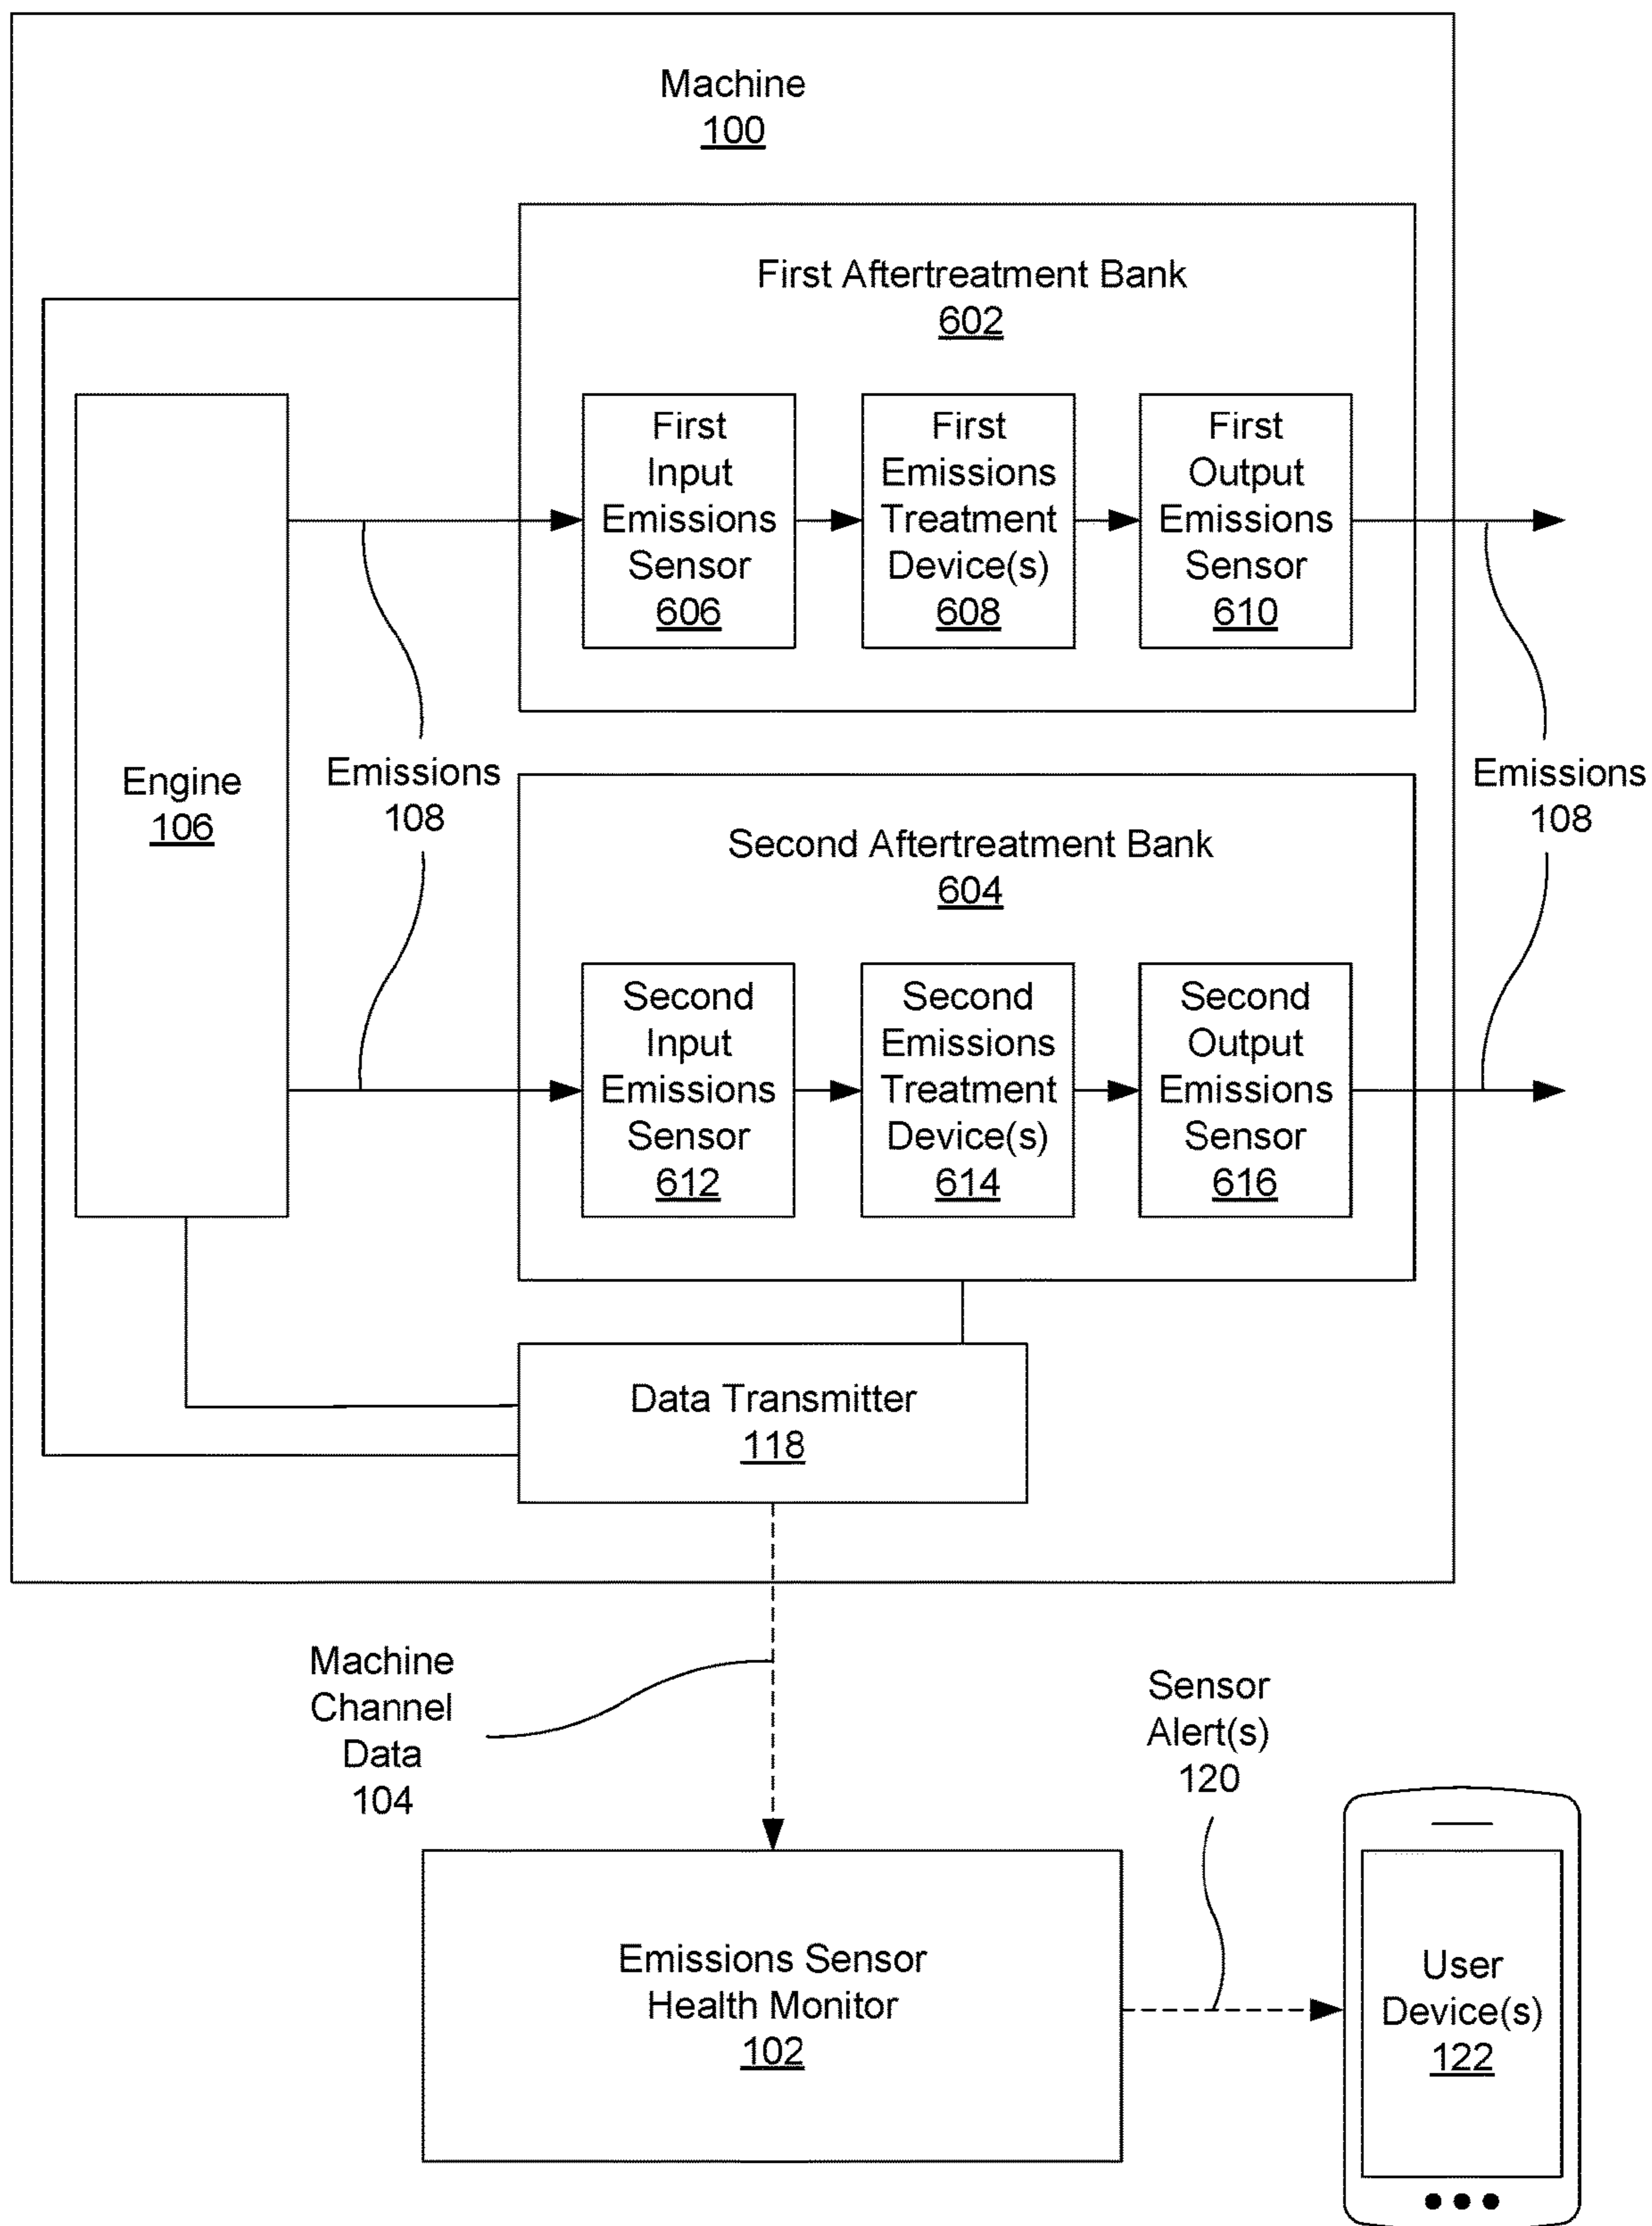 Machine
100
First Aftertreatment Bank
602
First
Input
Emissions
Sensor
606
First
Emissions
Treatment
Device(s)
608
First
Output
Emissions
Sensor
610
Engine
106
Emissions
108
Emissions
108
Second Aftertreatment Bank
604
Second
Input
Emissions
Sensor
612
Second
Emissions
Treatment
Device(s)
614
Second
Output
Emissions
Sensor
616
Data Transmitter
118
Machine
Channel
Data
104
Sensor
Alert(s)
120
Emissions Sensor
Health Monitor
102
User
Device(s)
122